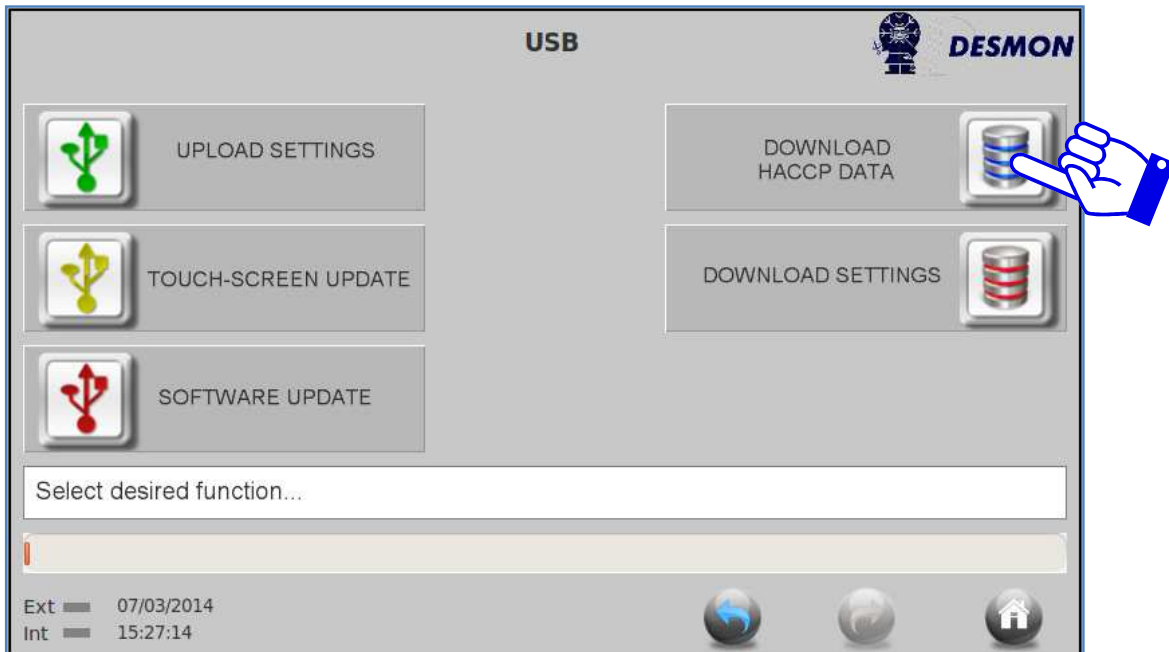 USB
DESMON
UPLOAD SETTINGS
DOWNLOAD
HACCP DATA
TOUCH-SCREEN UPDATE
DOWNLOAD SETTINGS
SOFTWARE UPDATE
Select desired function...
Ext 07/03/2014
Int 15:27:14